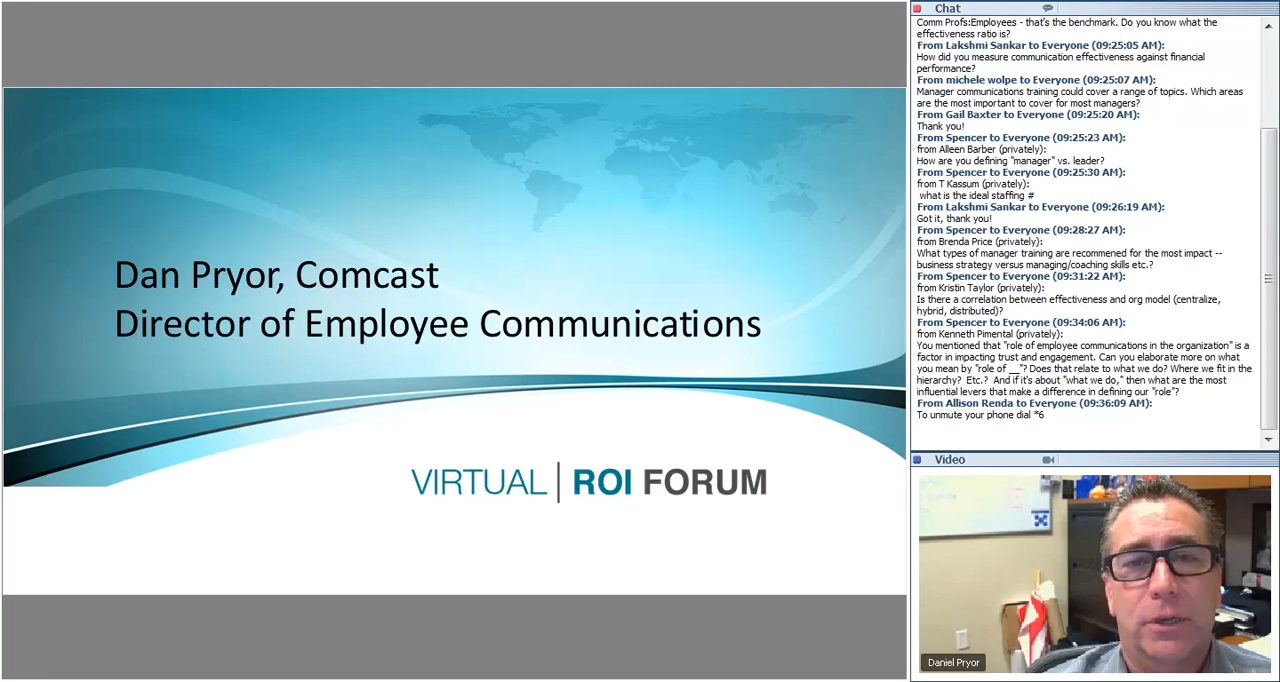 Dan Pryor, Comcast
Director of Employee Communications
VIRTUAL | ROI FORUM
Chat
Comm Profs:Employees - that's the benchmark. Do you know what the
effectiveness ratio is?
From Lakshmi Sankar to Everyone (09:25:05 AM):
How did you measure communication effectiveness against financial
performance?
From michele wolpe to Everyone (09:25:07 AM):
Manager communications training could cover a range of topics. Which areas
are the most important to cover for most managers?
From Gail Baxter to Everyone (09:25:20 AM):
Thank you!
From Spencer to Everyone (09:25:23 AM):
from Alleen Barber (privately):
How are you defining "manager" vs. leader?
From Spencer to Everyone (09:25:30 AM):
from T Kassum (privately):
what is the ideal staffing #
From Lakshmi Sankar to Everyone (09:26:19 AM):
Got it, thank you!
From Spencer to Everyone (09:28:27 AM):
from Brenda Price (privately):
What types of manager training are recommened for the most impact --
business strategy versus managing/coaching skills etc.?
From Spencer to Everyone (09:31:22 AM):
from Kristin Taylor (privately):
Is there a correlation between effectiveness and org model (centralize,
hybrid, distributed)?
From Spencer to Everyone (09:34:06 AM):
from Kenneth Pimental (privately):
You mentioned that "role of employee communications in the organization" is a
factor in impacting trust and engagement. Can you elaborate more on what
you mean by "role of __"? Does that relate to what we do? Where we fit in the
hierarchy? Etc.? And if it's about "what we do," then what are the most
influential levers that make a difference in defining our "role"?
From Allison Renda to Everyone (09:36:09 AM):
To unmute your phone dial *6
Video
Daniel Pryor